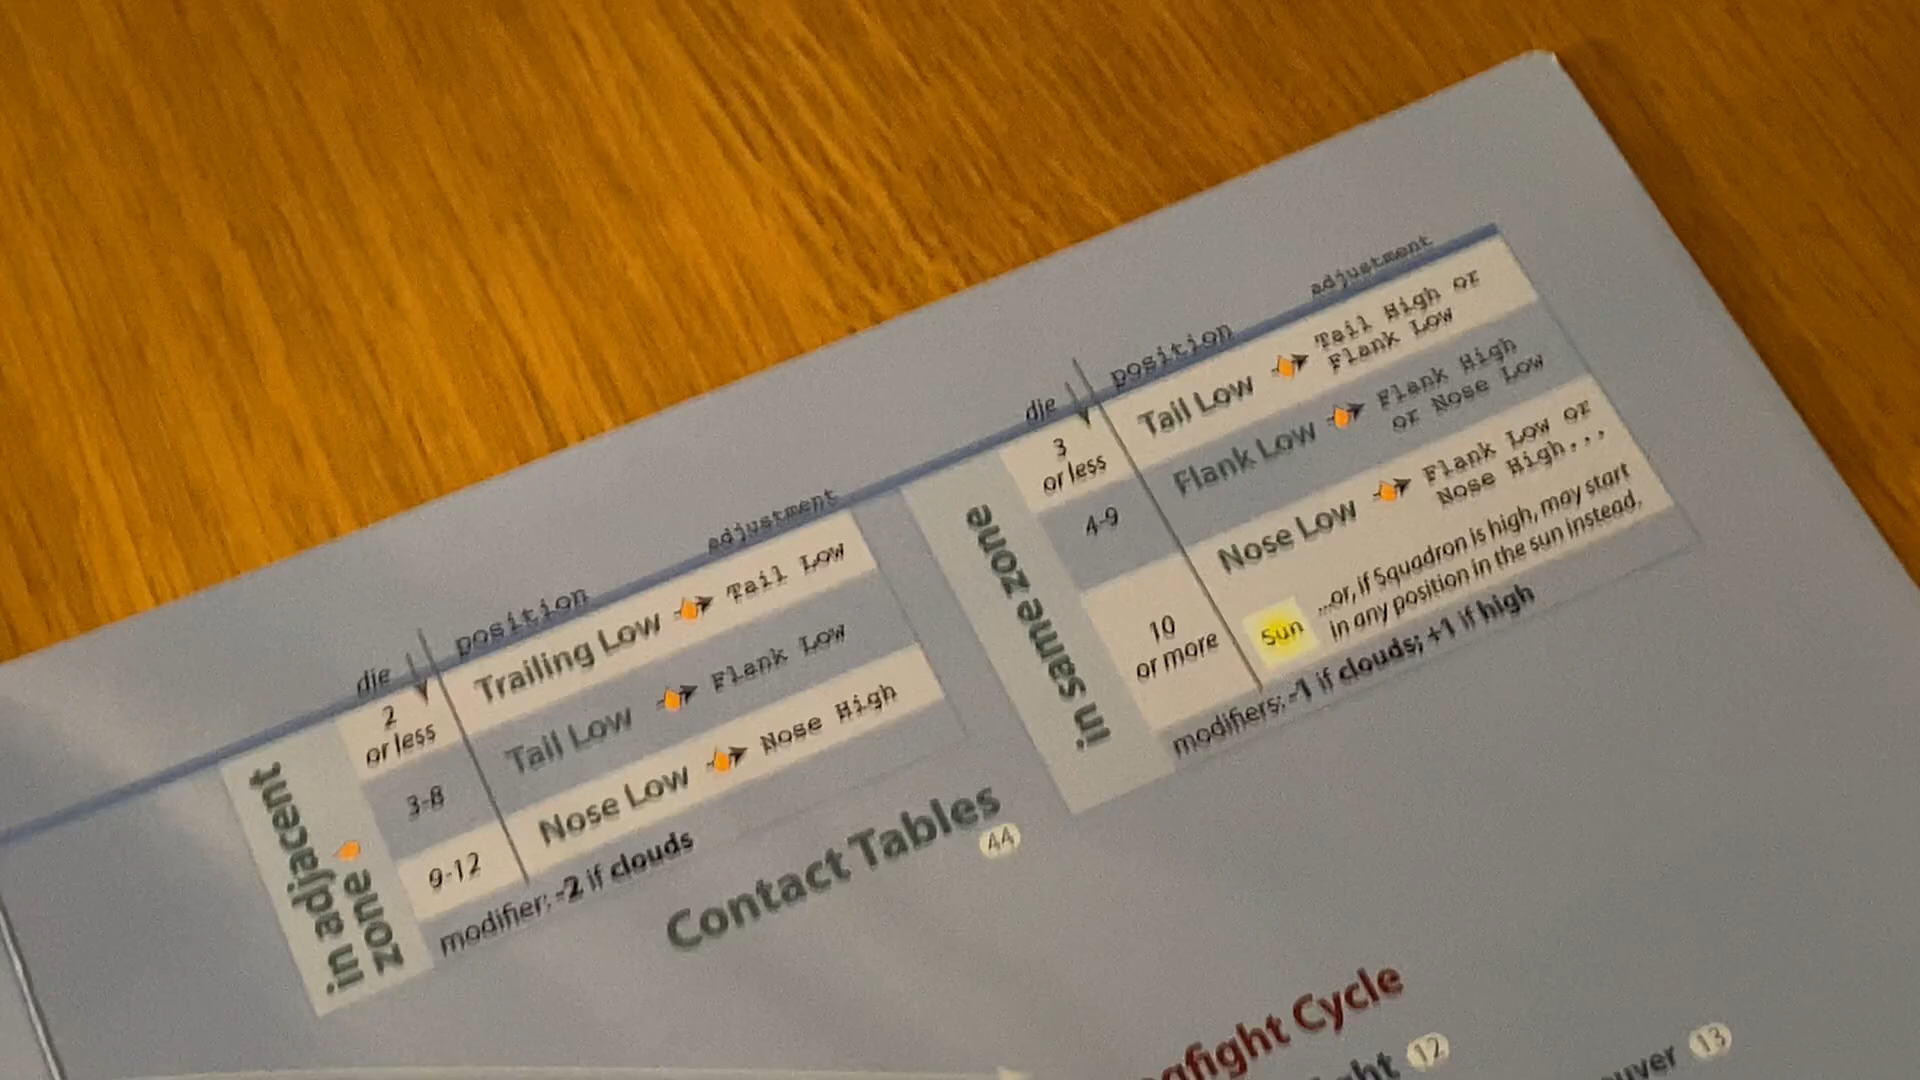 die position adjustment
in adjacent
zone
2
or less
Trailing Low Tail Low
3-8
Tail Low Flank Low
9-12
Nose Low Nose High
modifier: -2 if clouds
die position adjustment
in same zone
3
or less
Tail Low Tail High or
Flank Low
4-9
Flank Low Flank High
or Nose Low
10
or more
Nose Low Flank Low or
Nose High...
Sun
...or, if Squadron is high, may start
in any position in the sun instead.
modifiers: -1 if clouds; +1 if high
Contact Tables
44
Cycle
12
13